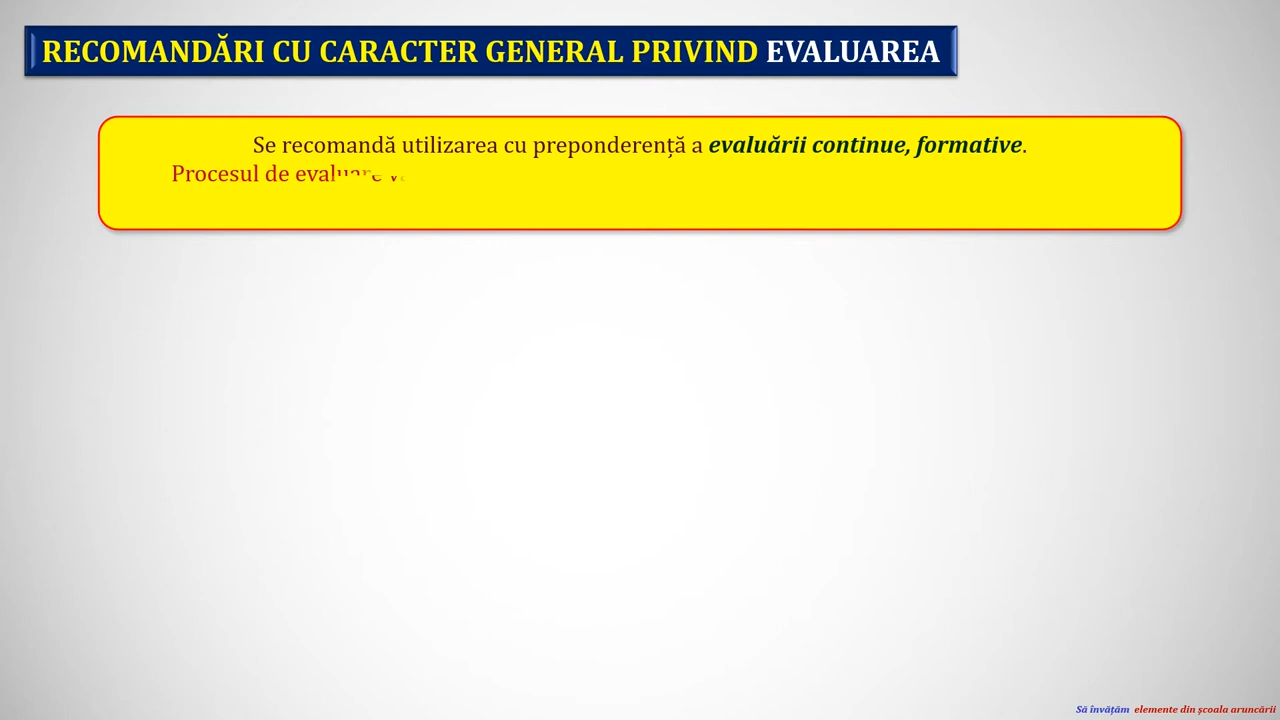 RECOMANDĂRI CU CARACTER GENERAL PRIVIND EVALUAREA
Se recomandă utilizarea cu preponderență a evaluării continue, formative.
Procesul de evaluare
Să învățăm elemente din școala aruncării